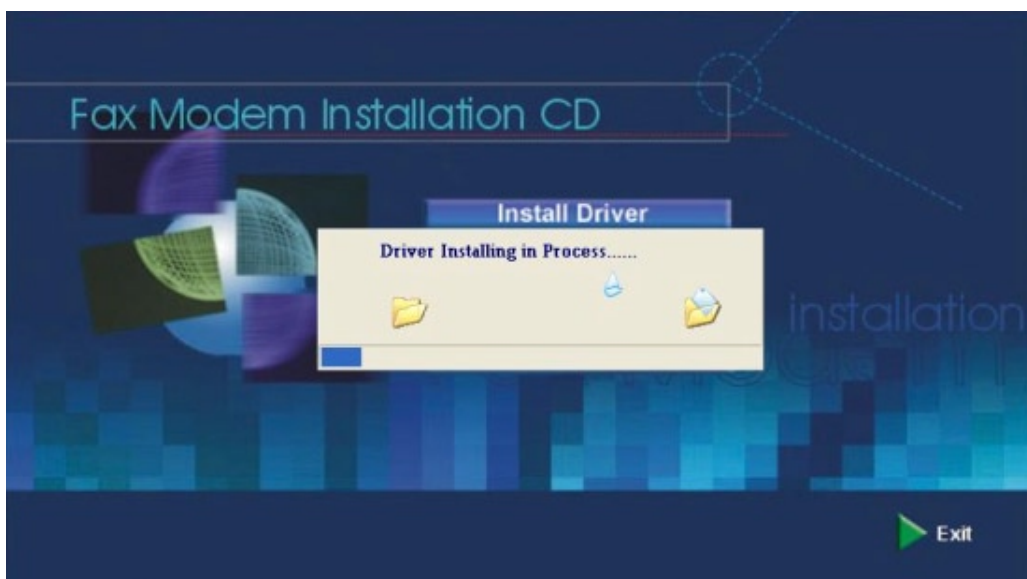 Fax Modem Installation CD
Install Driver
Driver Installing in Process......
installation
Exit